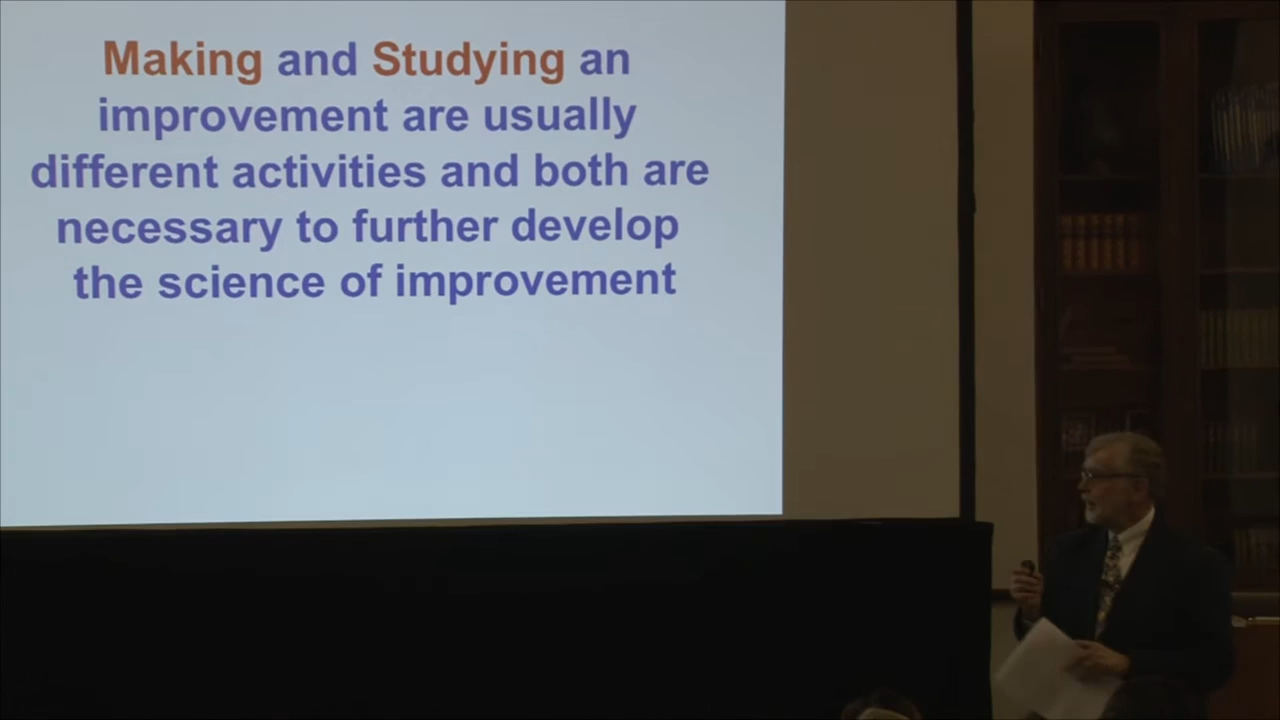 Making and Studying an
improvement are usually
different activities and both are
necessary to further develop
the science of improvement